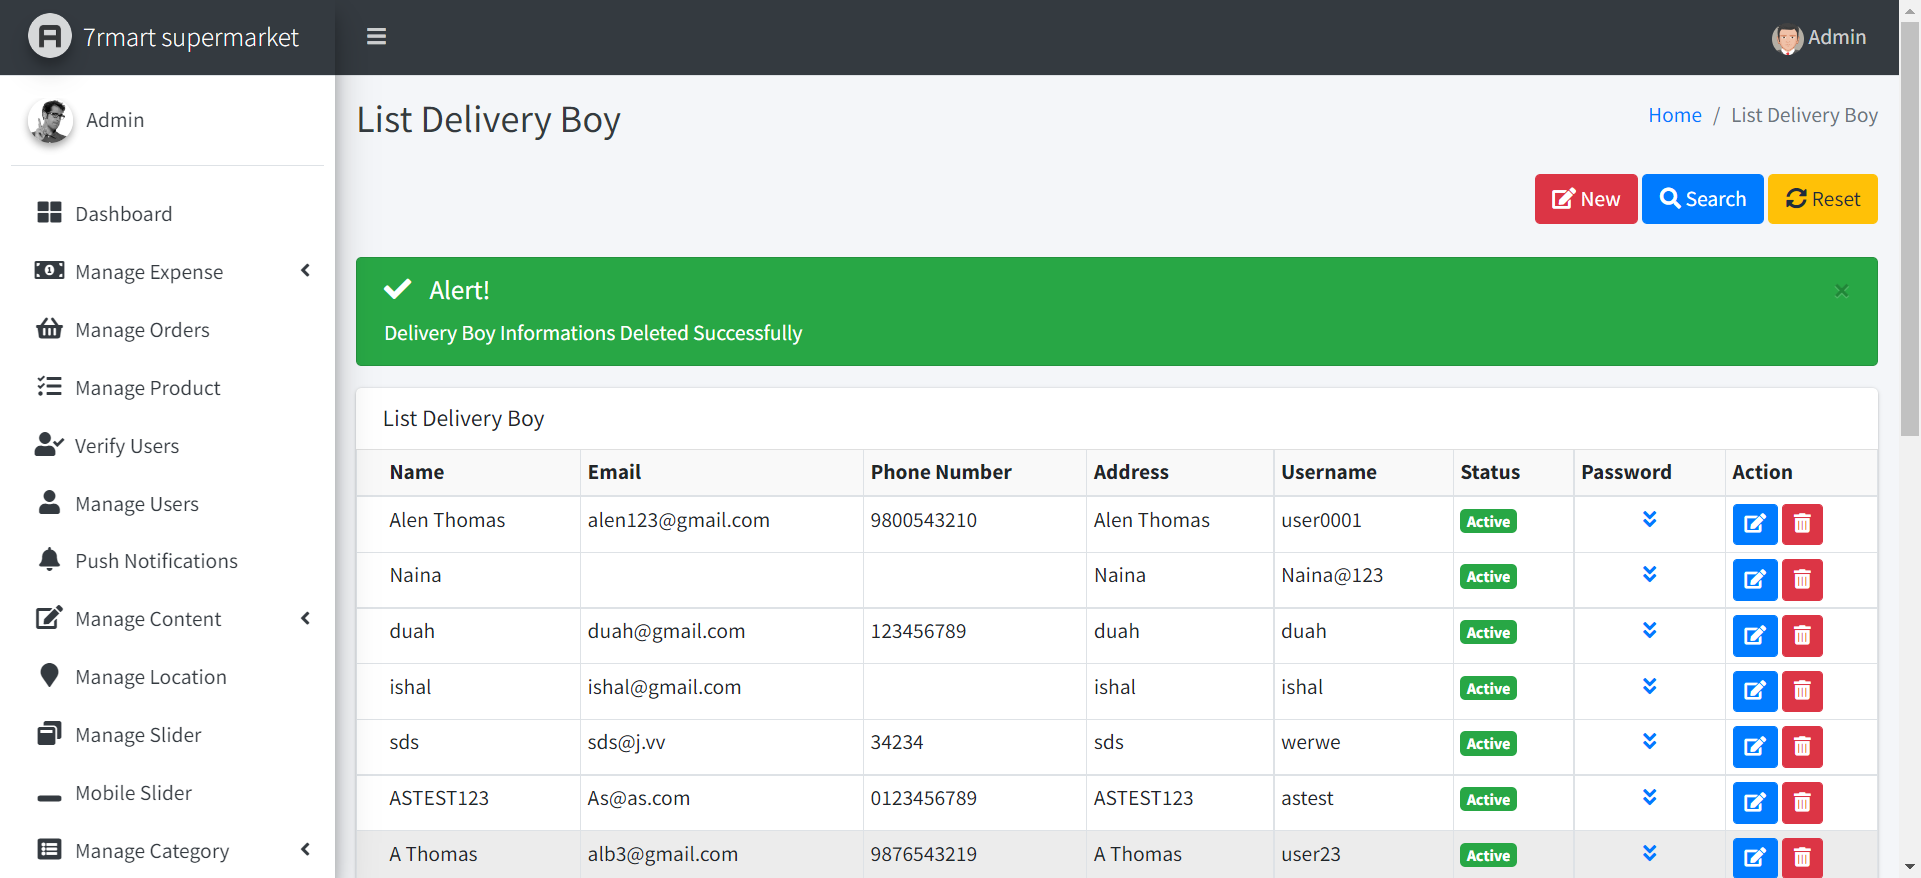 7rmart supermarket
Admin
Admin
Dashboard
Manage Expense
Manage Orders
Manage Product
Verify Users
Manage Users
Push Notifications
Manage Content
Manage Location
Manage Slider
Mobile Slider
Manage Category
List Delivery Boy
Home / List Delivery Boy
New Search Reset
Alert! ×
Delivery Boy Informations Deleted Successfully
List Delivery Boy
Name Email Phone Number Address Username Status Password Action
Alen Thomas alen123@gmail.com 9800543210 Alen Thomas user0001 Active
Naina Naina Naina@123 Active
duah duah@gmail.com 123456789 duah duah Active
ishal ishal@gmail.com ishal ishal Active
sds sds@j.vv 34234 sds werwe Active
ASTEST123 As@as.com 0123456789 ASTEST123 astest Active
A Thomas alb3@gmail.com 9876543219 A Thomas user23 Active